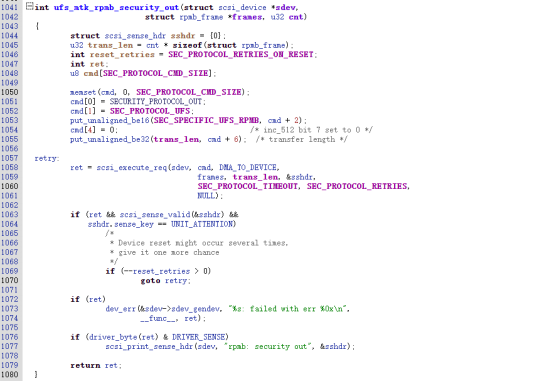 1041 int ufs_mtk_rpmb_security_out(struct scsi_device *sdev,
1042 struct rpmb_frame *frames, u32 cnt)
1043 {
1044 struct scsi_sense_hdr sshdr = {0};
1045 u32 trans_len = cnt * sizeof(struct rpmb_frame);
1046 int reset_retries = SEC_PROTOCOL_RETRIES_ON_RESET;
1047 int ret;
1048 u8 cmd[SEC_PROTOCOL_CMD_SIZE];
1049
1050 memset(cmd, 0, SEC_PROTOCOL_CMD_SIZE);
1051 cmd[0] = SECURITY_PROTOCOL_OUT;
1052 cmd[1] = SEC_PROTOCOL_UFS;
1053 put_unaligned_be16(SEC_SPECIFIC_UFS_RPMB, cmd + 2);
1054 cmd[4] = 0; /* inc_512 bit 7 set to 0 */
1055 put_unaligned_be32(trans_len, cmd + 6); /* transfer length */
1056
1057 retry:
1058 ret = scsi_execute_req(sdev, cmd, DMA_TO_DEVICE,
1059 frames, trans_len, &sshdr,
1060 SEC_PROTOCOL_TIMEOUT, SEC_PROTOCOL_RETRIES,
1061 NULL);
1062
1063 if (ret && scsi_sense_valid(&sshdr) &&
1064 sshdr.sense_key == UNIT_ATTENTION)
1065 /*
1066 * Device reset might occur several times,
1067 * give it one more chance
1068 */
1069 if (--reset_retries > 0)
1070 goto retry;
1071
1072 if (ret)
1073 dev_err(&sdev->sdev_gendev, "%s: failed with err %0x\n",
1074 __func__, ret);
1075
1076 if (driver_byte(ret) & DRIVER_SENSE)
1077 scsi_print_sense_hdr(sdev, "rpmb: security out", &sshdr);
1078
1079 return ret;
1080 }